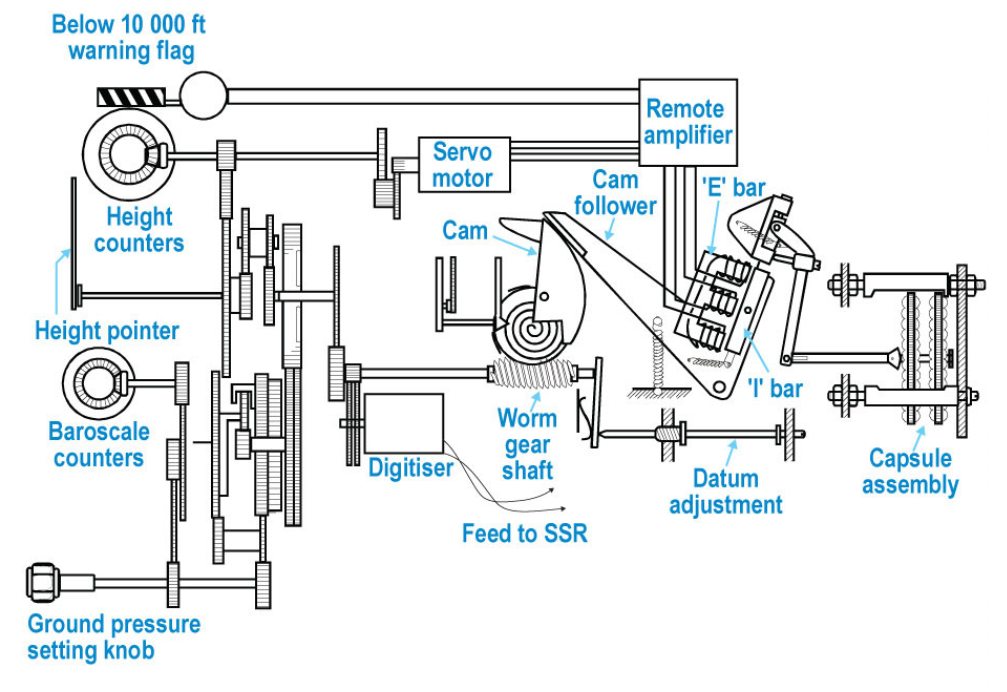 Below 10 000 ft
warning flag
Remote
amplifier
Servo
motor
Cam
follower
'E' bar
Height
counters
Cam
Height pointer
'I' bar
Baroscale
counters
Digitiser
Worm
gear
shaft
Datum
adjustment
Capsule
assembly
Feed to SSR
Ground pressure
setting knob